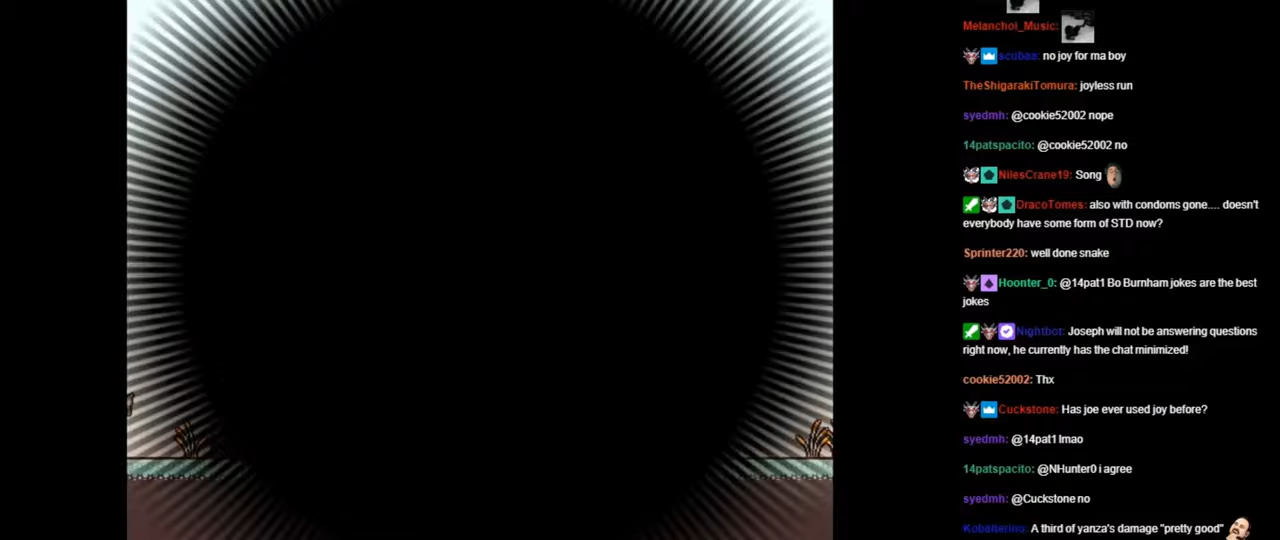 Melanchol_Music:
scubaa: no joy for ma boy
TheShigarakiTomura: joyless run
syedmh: @cookie52002 nope
14patspacito: @cookie52002 no
NilesCrane19: Song
DracoTomes: also with condoms gone.... doesn't
everybody have some form of STD now?
Sprinter220: well done snake
Hoonter_0: @14pat1 Bo Burnham jokes are the best
jokes
Nightbot: Joseph will not be answering questions
right now, he currently has the chat minimized!
cookie52002: Thx
Cuckstone: Has joe ever used joy before?
syedmh: @14pat1 lmao
14patspacito: @NHunter0 i agree
syedmh: @Cuckstone no
A third of yanza's damage "pretty good"